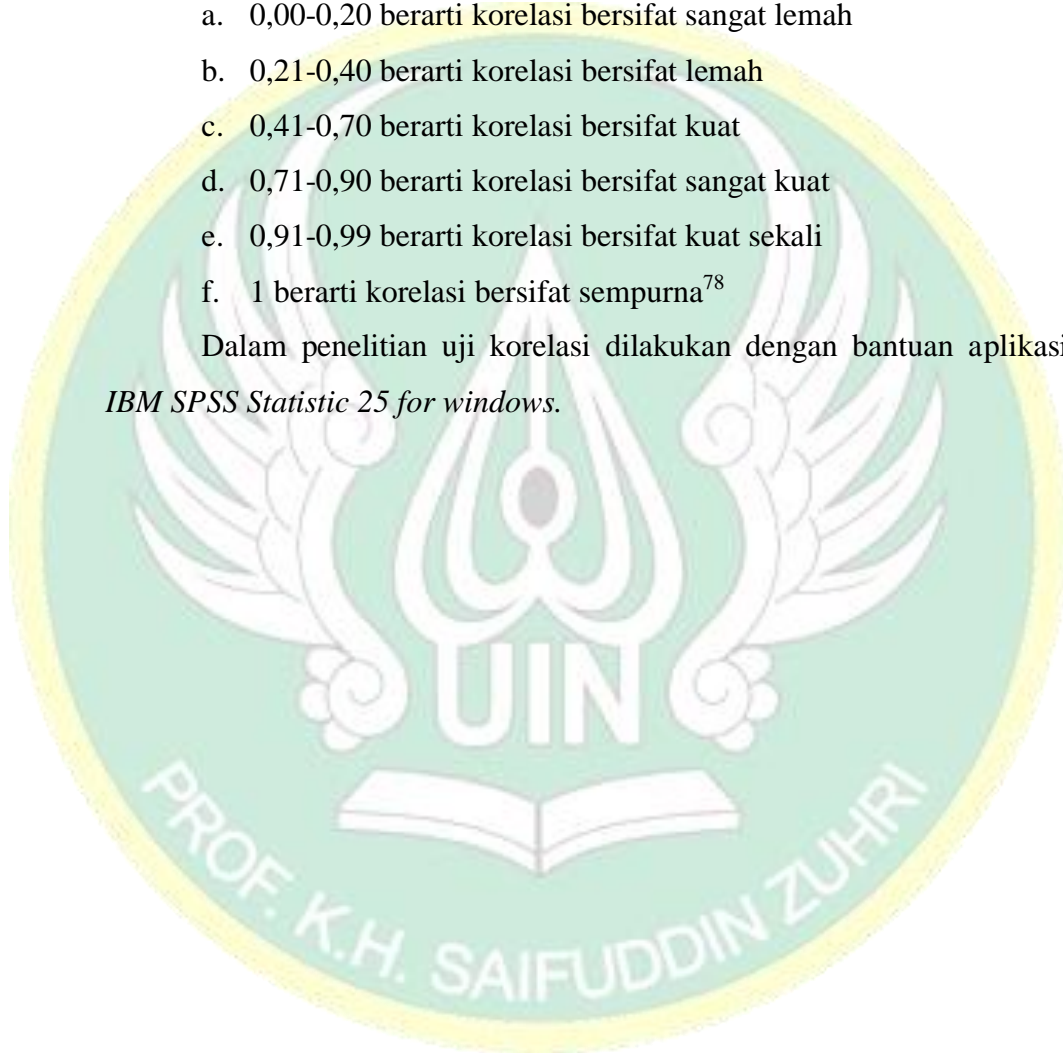 a. 0,00-0,20 berarti korelasi bersifat sangat lemah
b. 0,21-0,40 berarti korelasi bersifat lemah
c. 0,41-0,70 berarti korelasi bersifat kuat
d. 0,71-0,90 berarti korelasi bersifat sangat kuat
e. 0,91-0,99 berarti korelasi bersifat kuat sekali
f. 1 berarti korelasi bersifat sempurna78
Dalam penelitian uji korelasi dilakukan dengan bantuan aplikasi
IBM SPSS Statistic 25 for windows.
UIN
PROF. K.H. SAIFUDDIN ZUHRI